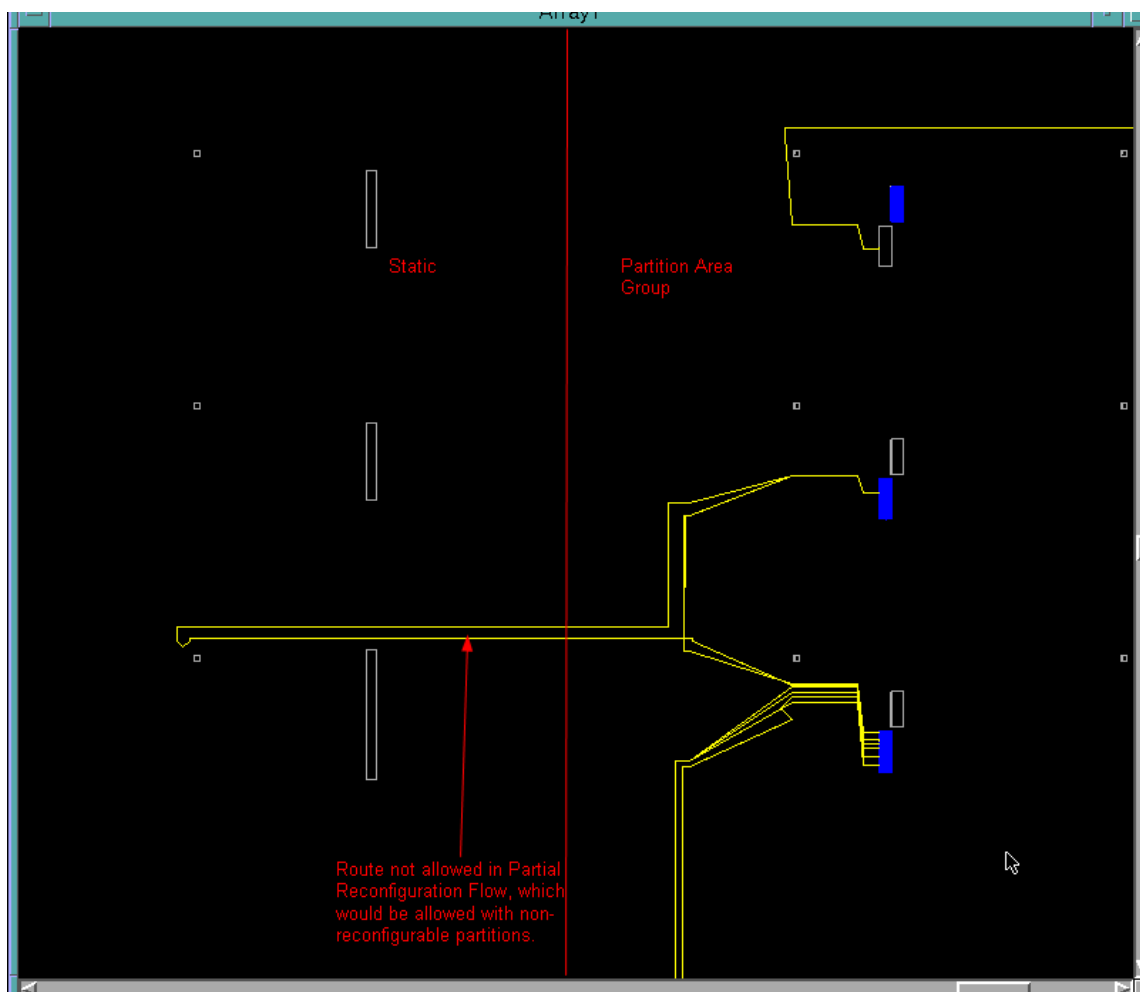 Array1
Static
Partition Area
Group
Route not allowed in Partial
Reconfiguration Flow, which
would be allowed with non-
reconfigurable partitions.